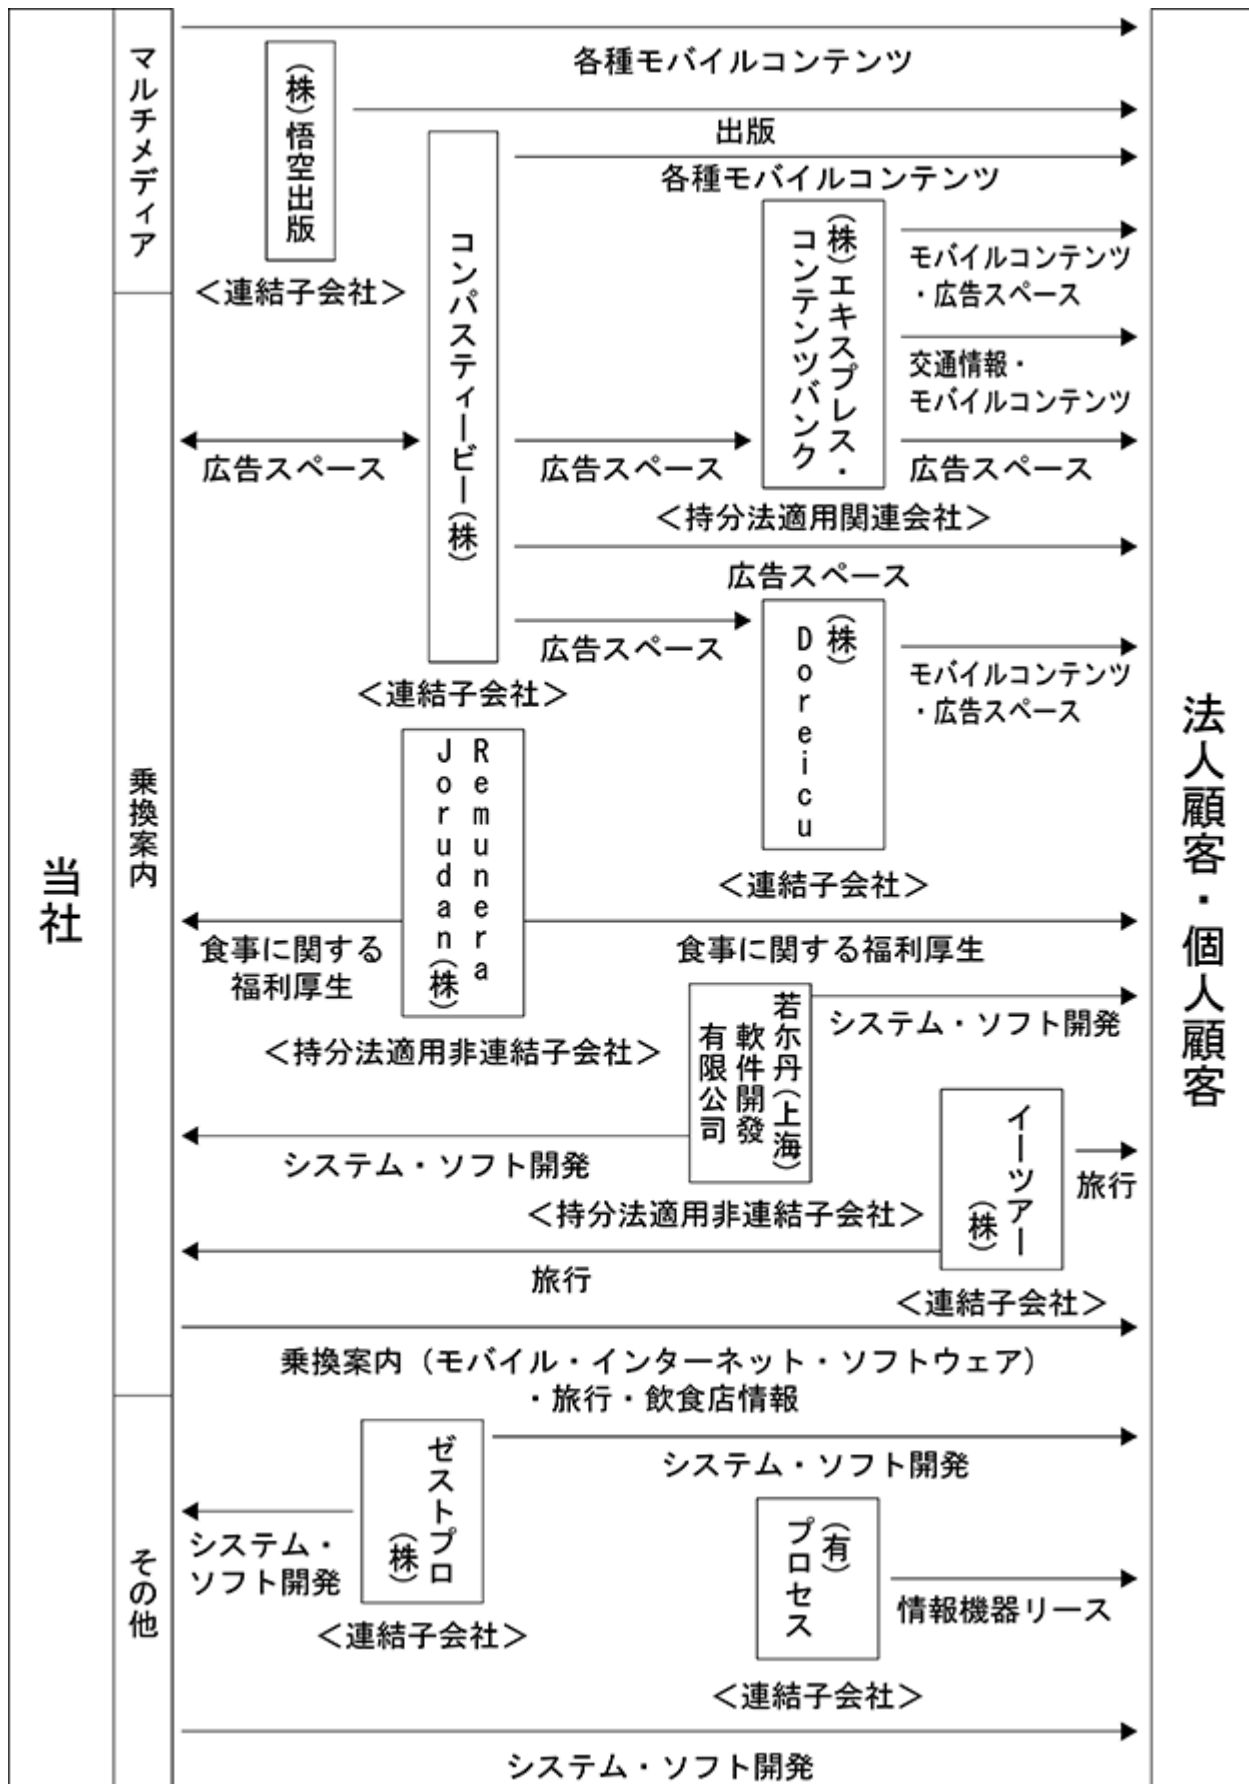 当社
マルチメディア
各種モバイルコンテンツ
(株)悟空出版
<連結子会社>
出版
各種モバイルコンテンツ
コンパスティービー(株)
<連結子会社>
(株)エキスプレス・
コンテンツバンク
<持分法適用関連会社>
モバイルコンテンツ
・広告スペース
交通情報・
モバイルコンテンツ
広告スペース
広告スペース
広告スペース
広告スペース
広告スペース
(株)
Doreicu
<連結子会社>
モバイルコンテンツ
・広告スペース
乗換案内
Remunera
Jorudan(株)
<持分法適用非連結子会社>
食事に関する
福利厚生
食事に関する福利厚生
若尓丹(上海)
軟件開發
有限公司
<持分法適用非連結子会社>
システム・ソフト開発
システム・ソフト開発
イーツアー
(株)
<連結子会社>
旅行
旅行
乗換案内(モバイル・インターネット・ソフトウェア)
・旅行・飲食店情報
その他
ゼストプロ
(株)
<連結子会社>
システム・ソフト開発
システム・
ソフト開発
(有)
プロセス
<連結子会社>
情報機器リース
システム・ソフト開発
法人顧客・個人顧客